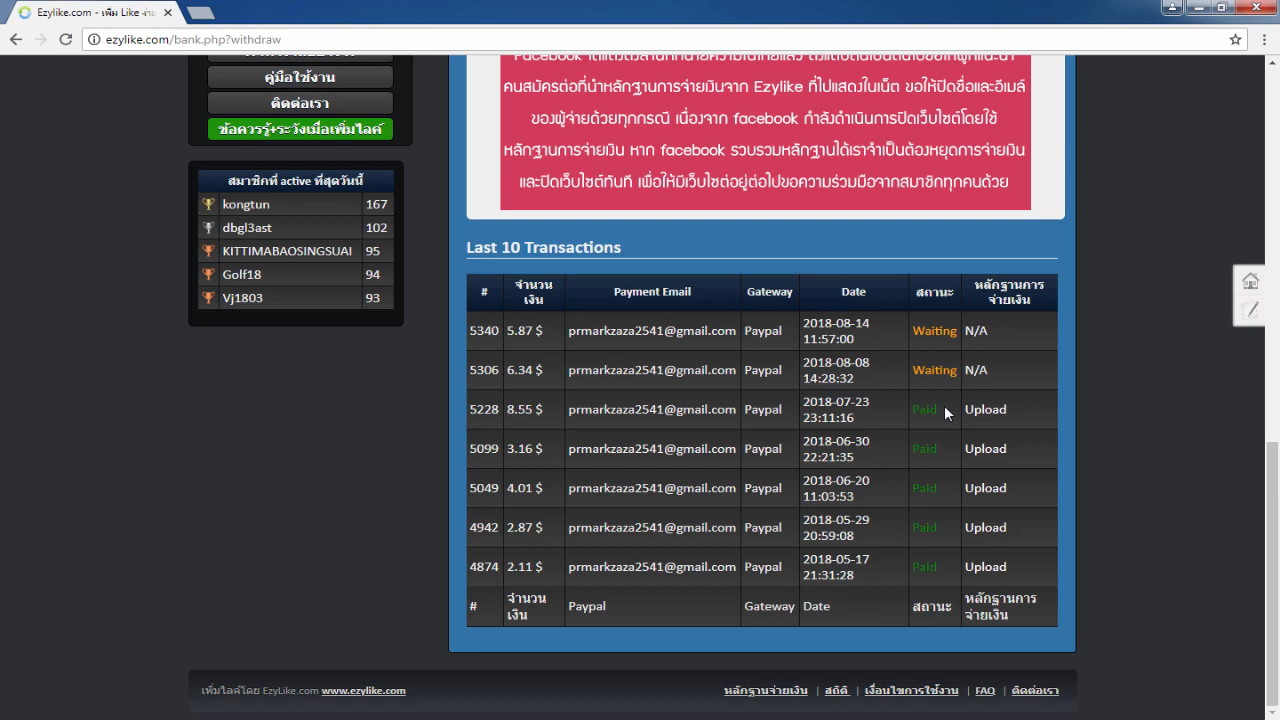 Ezylike.com - เพิ่ม Like
ezylike.com/bank.php?withdraw
คู่มือใช้งาน
ติดต่อเรา
ข้อควรรู้+ระวังเมื่อเพิ่มไลค์
สมาชิกที่ active ที่สุดวันนี้
kongtun 167
dbgl3ast 102
KITTIMABAOSINGSUAI 95
Golf18 94
Vj1803 93
คนสมัครต่อที่นำหลักฐานการจ่ายเงินจาก Ezylike ที่ไปแสดงในเน็ต ขอให้ปิดชื่อและอีเมล์
ของผู้จ่ายด้วยทุกกรณี เนื่องจาก facebook กำลังดำเนินการปิดเว็บไซต์โดยใช้
หลักฐานการจ่ายเงิน หาก facebook รวบรวมหลักฐานได้เราจำเป็นต้องหยุดการจ่ายเงิน
และปิดเว็บไซต์ทันที เพื่อให้มีเว็บไซต์อยู่ต่อไปขอความร่วมมือจากสมาชิกทุกคนด้วย
Last 10 Transactions
# จำนวนเงิน Payment Email Gateway Date สถานะ หลักฐานการจ่ายเงิน
5340 5.87 $ prmarkzaza2541@gmail.com Paypal 2018-08-14 11:57:00 Waiting N/A
5306 6.34 $ prmarkzaza2541@gmail.com Paypal 2018-08-08 14:28:32 Waiting N/A
5228 8.55 $ prmarkzaza2541@gmail.com Paypal 2018-07-23 23:11:16 Paid Upload
5099 3.16 $ prmarkzaza2541@gmail.com Paypal 2018-06-30 22:21:35 Paid Upload
5049 4.01 $ prmarkzaza2541@gmail.com Paypal 2018-06-20 11:03:53 Paid Upload
4942 2.87 $ prmarkzaza2541@gmail.com Paypal 2018-05-29 20:59:08 Paid Upload
4874 2.11 $ prmarkzaza2541@gmail.com Paypal 2018-05-17 21:31:28 Paid Upload
# จำนวนเงิน Paypal Gateway Date สถานะ หลักฐานการจ่ายเงิน
เพิ่มไลค์โดย EzyLike.com www.ezylike.com
หลักฐานจ่ายเงิน | สถิติ | เงื่อนไขการใช้งาน | FAQ | ติดต่อเรา